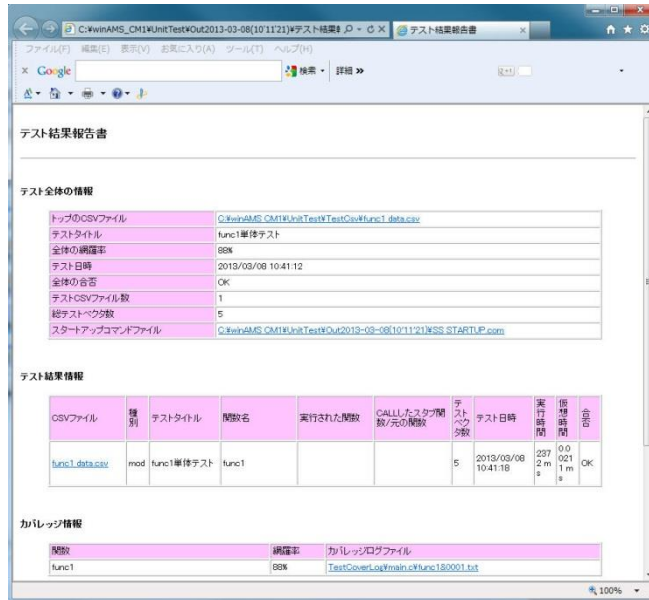 C:¥winAMS_CM1¥UnitTest¥Out2013-03-08(10'11'21)¥テスト結果
テスト結果報告書
ファイル(F) 編集(E) 表示(V) お気に入り(A) ツール(T) ヘルプ(H)
× Google 検索 詳細 »
テスト結果報告書
テスト全体の情報
トップのCSVファイル C:¥winAMS_CM1¥UnitTest¥TestCsv¥func1_data.csv
テストタイトル func1単体テスト
全体の網羅率 88%
テスト日時 2013/03/08 10:41:12
全体の合否 OK
テストCSVファイル数 1
総テストベクタ数 5
スタートアップコマンドファイル C:¥winAMS_CM1¥UnitTest¥Out2013-03-08(10'11'21)¥SS_STARTUP.com
テスト結果情報
CSVファイル 種別 テストタイトル 関数名 実行された関数 CALLしたスタブ関数/元の関数 テストベクタ数 テスト日時 実行時間 仮想時間 合否
func1_data.csv mod func1単体テスト func1 5 2013/03/08 10:41:18 2372ms 0.00211ms OK
カバレッジ情報
関数 網羅率 カバレッジログファイル
func1 88% TestCoverLog¥main.c¥func1&0001.txt
100%